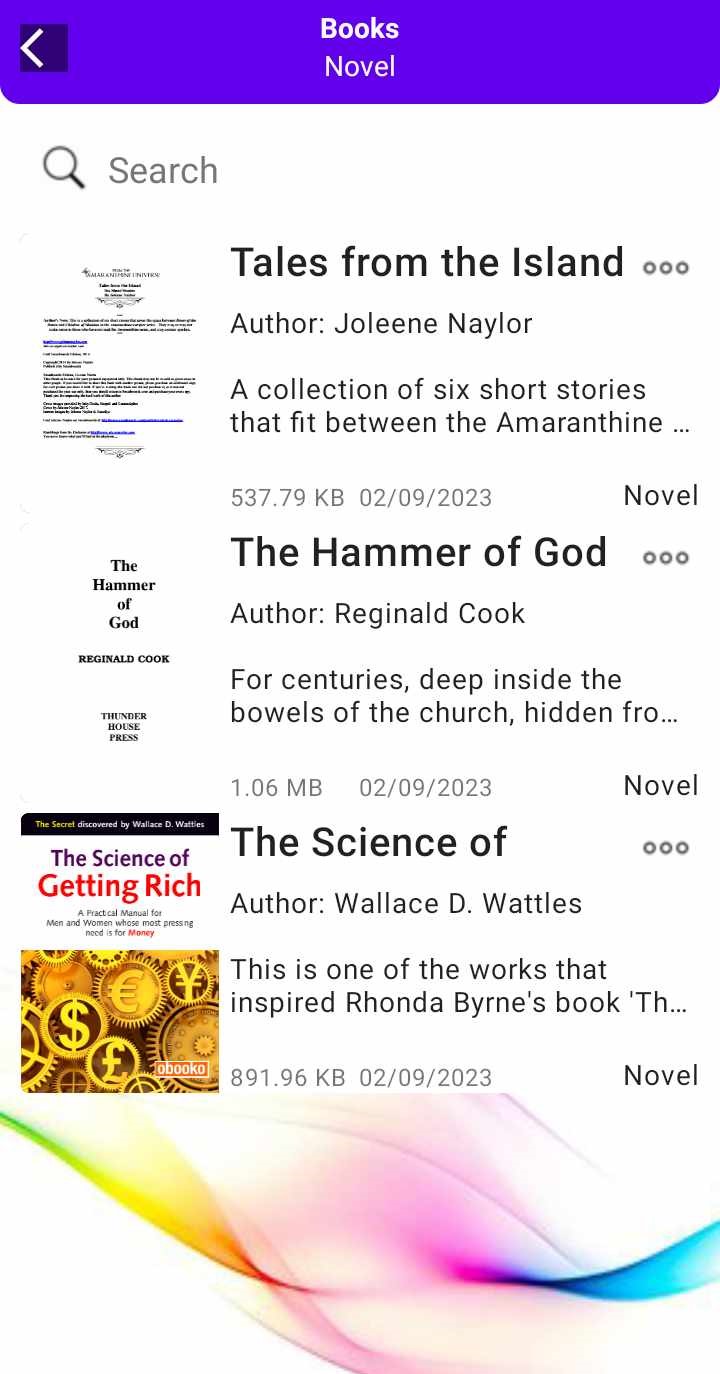 Books
Novel
Search
Tales from the Island
Author: Joleene Naylor
A collection of six short stories
that fit between the Amaranthine ...
537.79 KB 02/09/2023 Novel
The
Hammer
of
God
REGINALD COOK
THUNDER
HOUSE
PRESS
The Hammer of God
Author: Reginald Cook
For centuries, deep inside the
bowels of the church, hidden fro...
1.06 MB 02/09/2023 Novel
The Secret discovered by Wallace D. Wattles
The Science of
Getting Rich
A Practical Manual for
Men and Women whose most pressing
need is for Money
obooko
The Science of
Author: Wallace D. Wattles
This is one of the works that
inspired Rhonda Byrne's book 'Th...
891.96 KB 02/09/2023 Novel